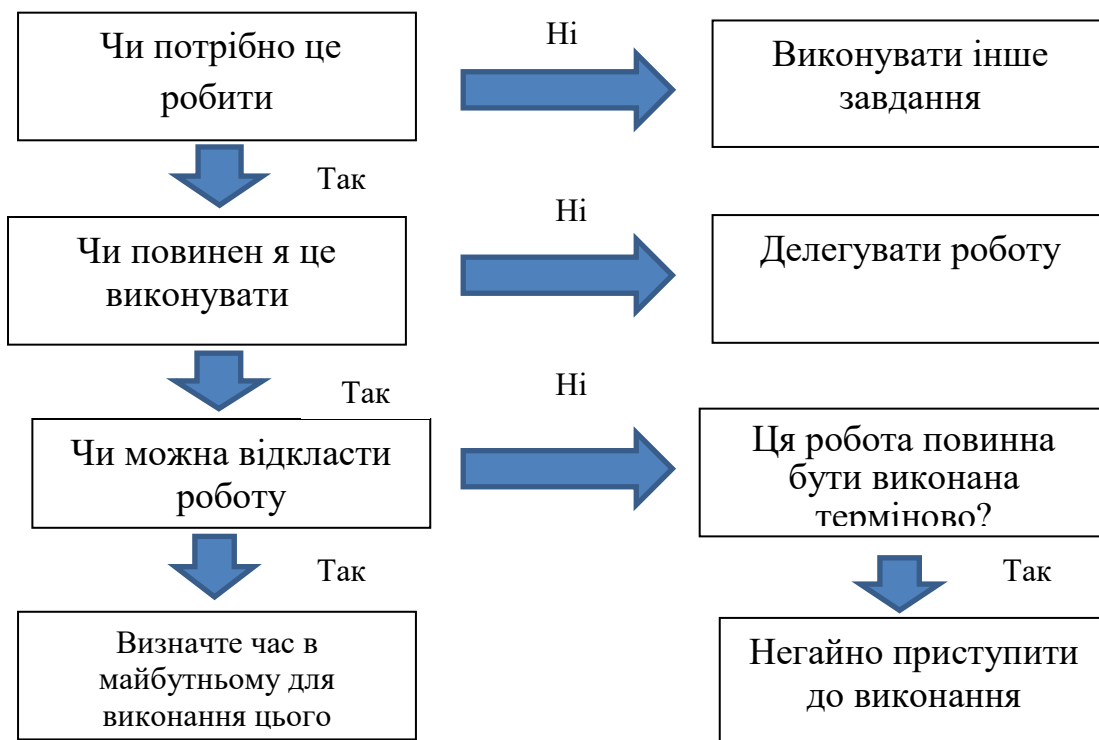 Чи потрібно це
робити
Ні
Виконувати інше
завдання
Так
Чи повинен я це
виконувати
Ні
Делегувати роботу
Так
Чи можна відкласти
роботу
Ні
Ця робота повинна
бути виконана
терміново?
Так
Так
Визначте час в
майбутньому для
виконання цього
Негайно приступити
до виконання